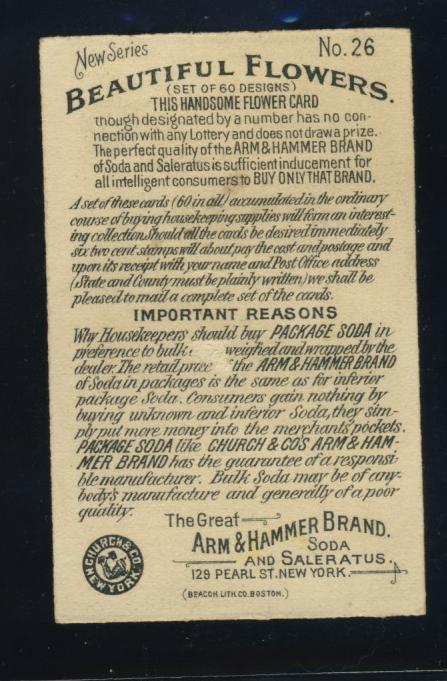 New Series
No. 26
BEAUTIFUL FLOWERS.
(SET OF 60 DESIGNS)
THIS HANDSOME FLOWER CARD
though designated by a number has no con-
nection with any Lottery and does not draw a prize.
The perfect quality of the ARM & HAMMER BRAND
of Soda and Saleratus is sufficient inducement for
all intelligent consumers to BUY ONLY THAT BRAND.
A set of these cards (60 in all) accumulated in the ordinary
course of buying housekeeping supplies will form an interest-
ing collection. Should all the cards be desired immediately
six two cent stamps will about pay the cost and postage and
upon its receipt with your name and Post Office address
(State and County must be plainly written) we shall be
pleased to mail a complete set of the cards.
IMPORTANT REASONS
Why Housekeepers should buy PACKAGE SODA in
preference to bulk weighed and wrapped by the
dealer. The retail price the ARM & HAMMER BRAND
of Soda in packages is the same as for inferior
package Soda. Consumers gain nothing by
buying unknown and inferior Soda, they sim-
ply put more money into the merchants pockets.
PACKAGE SODA like CHURCH & CO'S ARM & HAM-
MER BRAND has the guarantee of a responsi-
ble manufacturer. Bulk Soda may be of any-
body's manufacture and generally of a poor
quality.
The Great
ARM & HAMMER BRAND.
SODA
AND SALERATUS.
129 PEARL ST. NEW YORK.
(BEACON LITH. CO. BOSTON.)
CHURCH & CO.
NEW YORK